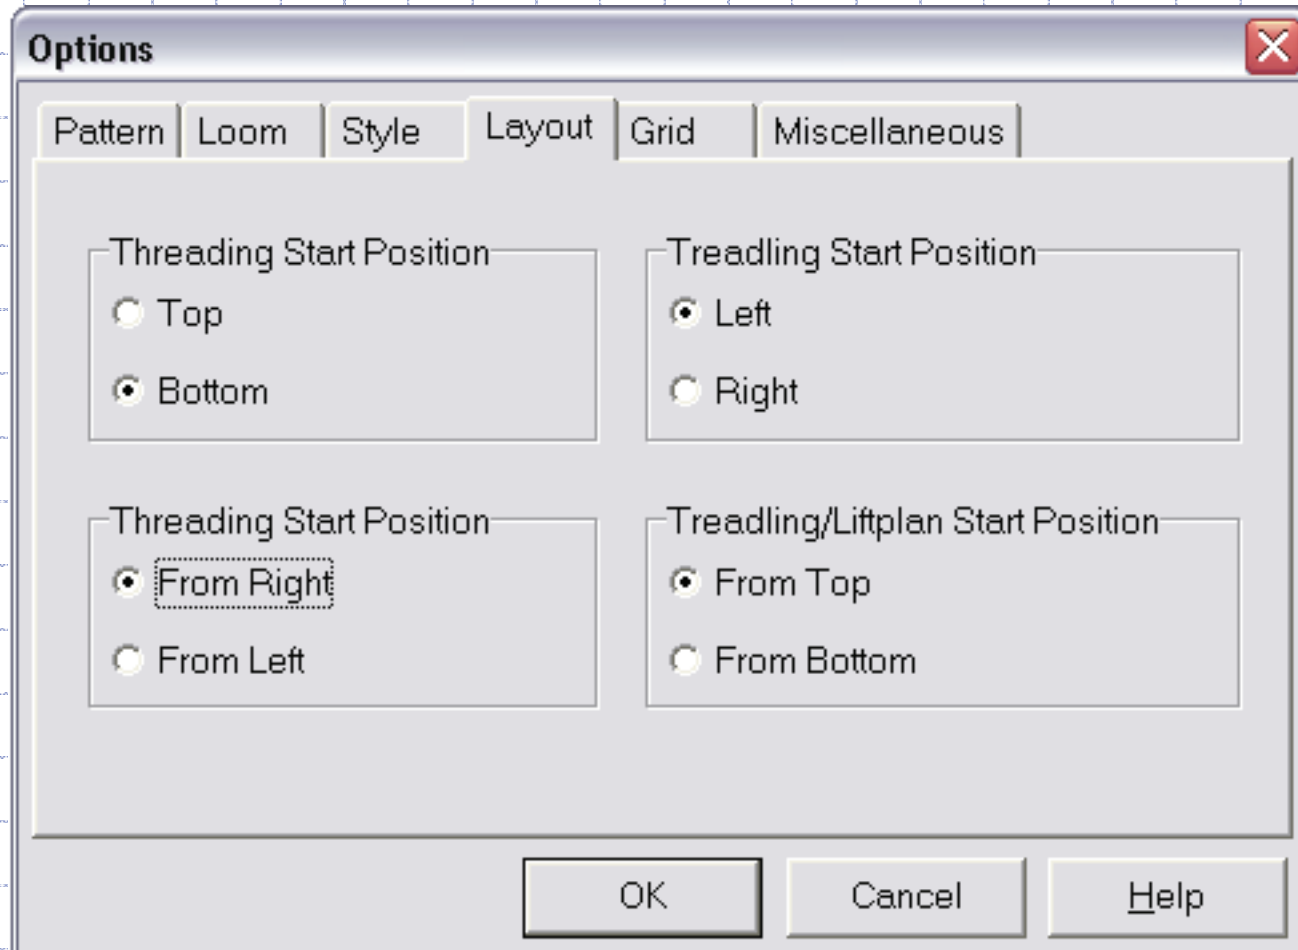 Options
Pattern Loom Style Layout Grid Miscellaneous
Threading Start Position
Top
Bottom
Treadling Start Position
Left
Right
Threading Start Position
From Right
From Left
Treadling/Liftplan Start Position
From Top
From Bottom
OK Cancel Help